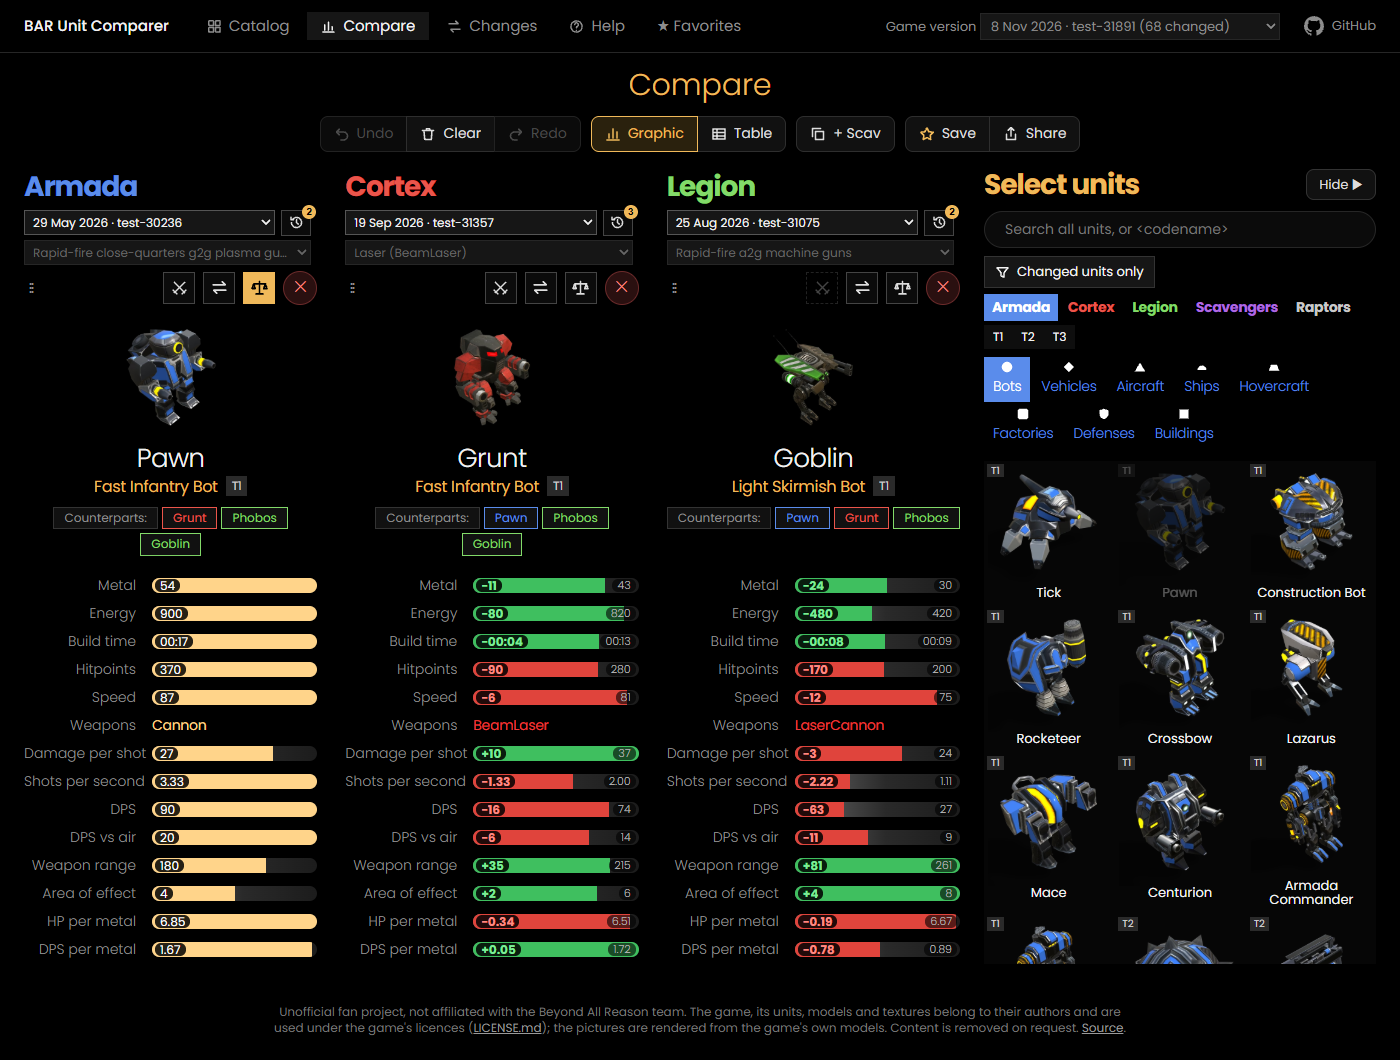 BAR Unit Comparer
Catalog
Compare
Changes
Help
Favorites
Game version
8 Nov 2026 · test-31891 (68 changed)
GitHub
Compare
Undo
Clear
Redo
Graphic
Table
+ Scav
Save
Share
Armada
29 May 2026 · test-30236
2
Rapid-fire close-quarters g2g plasma gu...
Pawn
Fast Infantry Bot T1
Counterparts: Grunt Phobos
Goblin
Metal 54
Energy 900
Build time 00:17
Hitpoints 370
Speed 87
Weapons Cannon
Damage per shot 27
Shots per second 3.33
DPS 90
DPS vs air 20
Weapon range 180
Area of effect 4
HP per metal 6.85
DPS per metal 1.67
Cortex
19 Sep 2026 · test-31357
3
Laser (BeamLaser)
Grunt
Fast Infantry Bot T1
Counterparts: Pawn Phobos
Goblin
Metal -11 43
Energy -80 820
Build time -00:04 00:13
Hitpoints -90 280
Speed -6 81
Weapons BeamLaser
Damage per shot +10 37
Shots per second -1.33 2.00
DPS -16 74
DPS vs air -6 14
Weapon range +35 215
Area of effect +2 6
HP per metal -0.34 6.51
DPS per metal +0.05 1.72
Legion
25 Aug 2026 · test-31075
2
Rapid-fire a2g machine guns
Goblin
Light Skirmish Bot T1
Counterparts: Pawn Grunt Phobos
Metal -24 30
Energy -480 420
Build time -00:08 00:09
Hitpoints -170 200
Speed -12 75
Weapons LaserCannon
Damage per shot -3 24
Shots per second -2.22 1.11
DPS -63 27
DPS vs air -11 9
Weapon range +81 261
Area of effect +4 8
HP per metal -0.19 6.67
DPS per metal -0.78 0.89
Select units
Hide ▶
Search all units, or <codename>
Changed units only
Armada Cortex Legion Scavengers Raptors
T1 T2 T3
Bots Vehicles Aircraft Ships Hovercraft
Factories Defenses Buildings
T1 T1 T1
Tick Pawn Construction Bot
T1 T1 T1
Rocketeer Crossbow Lazarus
T1 T1 T1
Mace Centurion Armada
Commander
T1 T2 T2
Unofficial fan project, not affiliated with the Beyond All Reason team. The game, its units, models and textures belong to their authors and are
used under the game's licences (LICENSE.md); the pictures are rendered from the game's own models. Content is removed on request. Source.